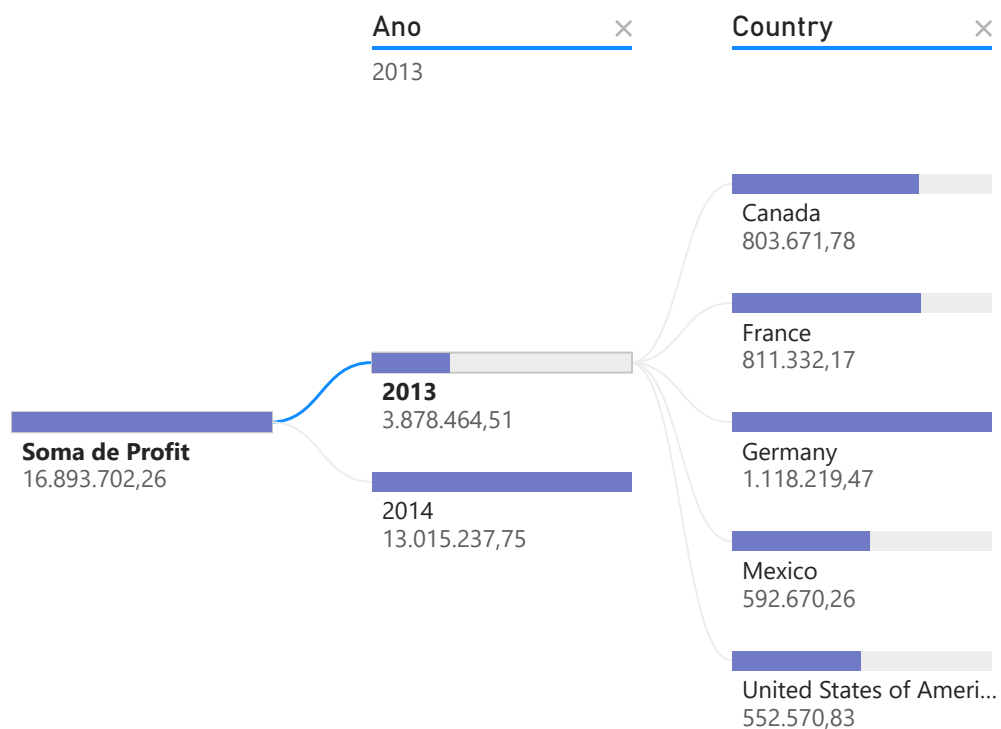 Ano
2013
Country
Soma de Profit
16.893.702,26
2013
3.878.464,51
2014
13.015.237,75
Canada
803.671,78
France
811.332,17
Germany
1.118.219,47
Mexico
592.670,26
United States of Ameri...
552.570,83